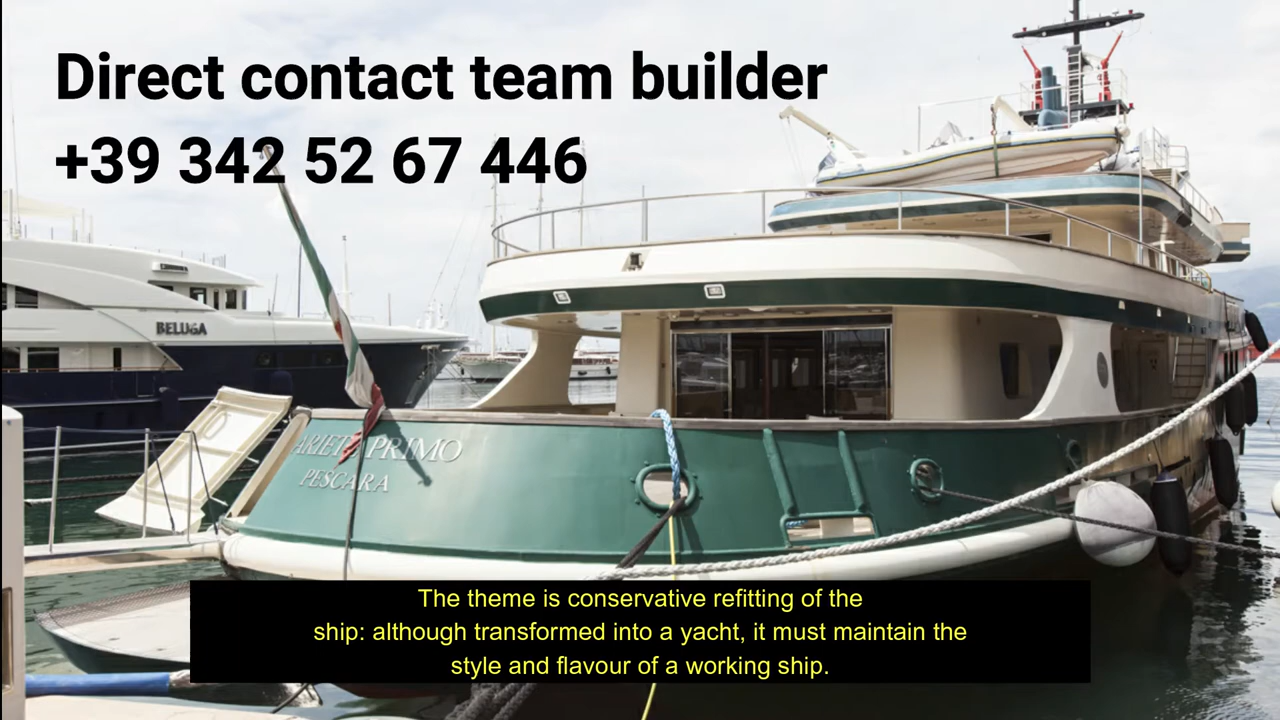 Direct contact team builder
+39 342 52 67 446
BELUGA
ARIETE PRIMO
PESCARA
The theme is conservative refitting of the
ship: although transformed into a yacht, it must maintain the
style and flavour of a working ship.